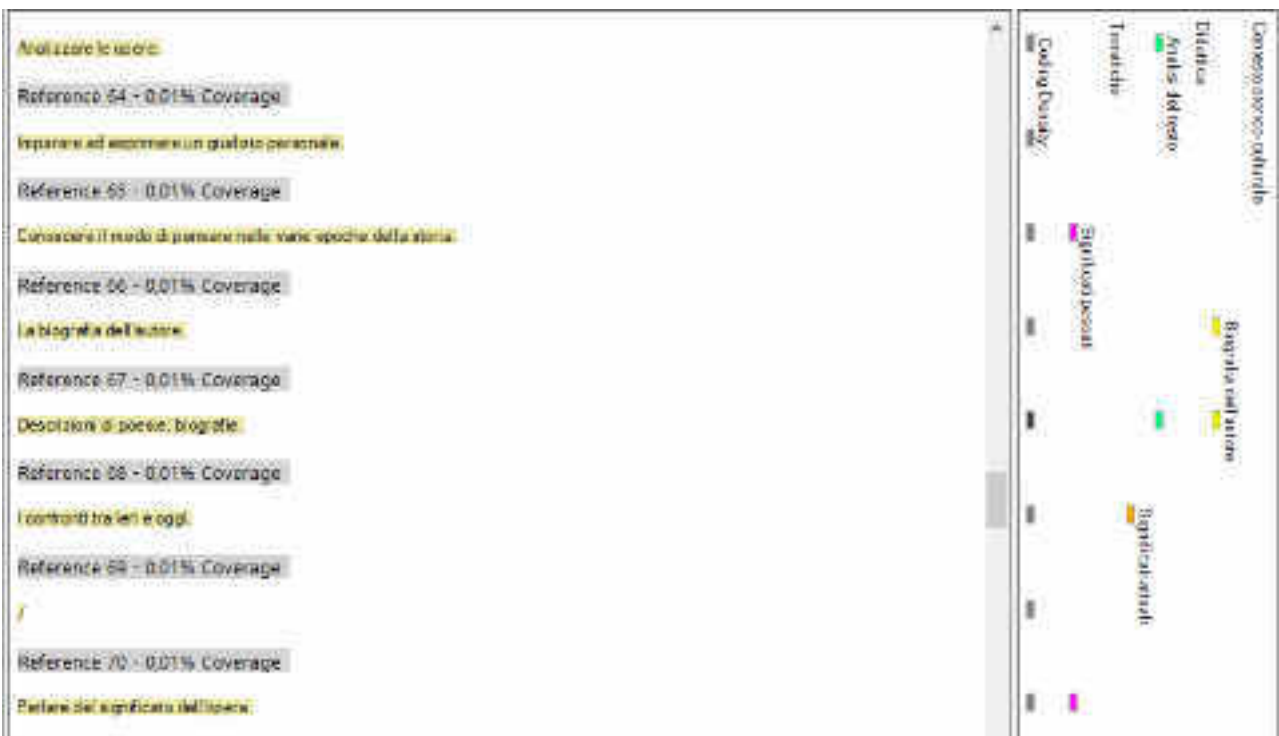 Analizzare le opere.
Reference 64 - 0,01% Coverage
Imparare ad esprimere un giudizio personale.
Reference 65 - 0,01% Coverage
Conoscere il modo di pensare nelle varie epoche della storia.
Reference 66 - 0,01% Coverage
La biografia dell'autore.
Reference 67 - 0,01% Coverage
Descrizioni di poesie, biografie.
Reference 68 - 0,01% Coverage
I confronti tra ieri e oggi.
Reference 69 - 0,01% Coverage
/
Reference 70 - 0,01% Coverage
Parlare del significato dell'opera.
Coding Density
Significati passati
Tematiche
Significati attuali
Analisi del testo
Didattica
Biografia dell'autore
Contesto storico-culturale